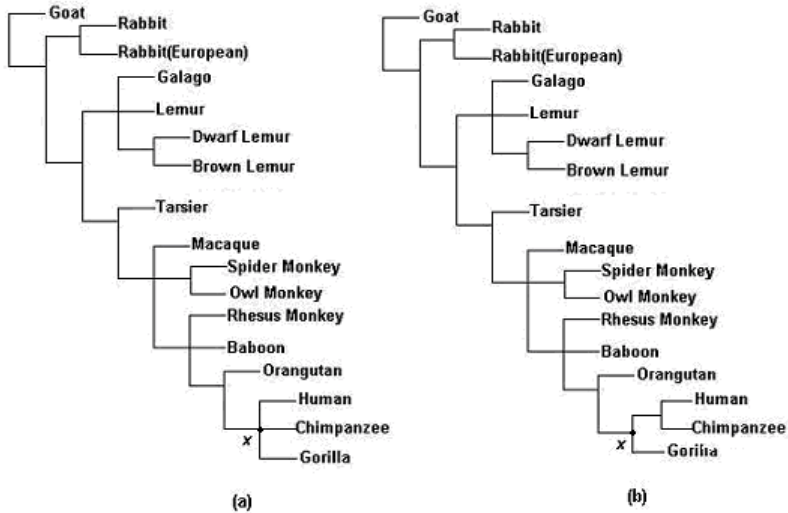 Goat
Rabbit
Rabbit(European)
Galago
Lemur
Dwarf Lemur
Brown Lemur
Tarsier
Macaque
Spider Monkey
Owl Monkey
Rhesus Monkey
Baboon
Orangutan
Human
Chimpanzee
x
Gorilla
(a)
Goat
Rabbit
Rabbit(European)
Galago
Lemur
Dwarf Lemur
Brown Lemur
Tarsier
Macaque
Spider Monkey
Owl Monkey
Rhesus Monkey
Baboon
Orangutan
Human
Chimpanzee
x
Gorilla
(b)